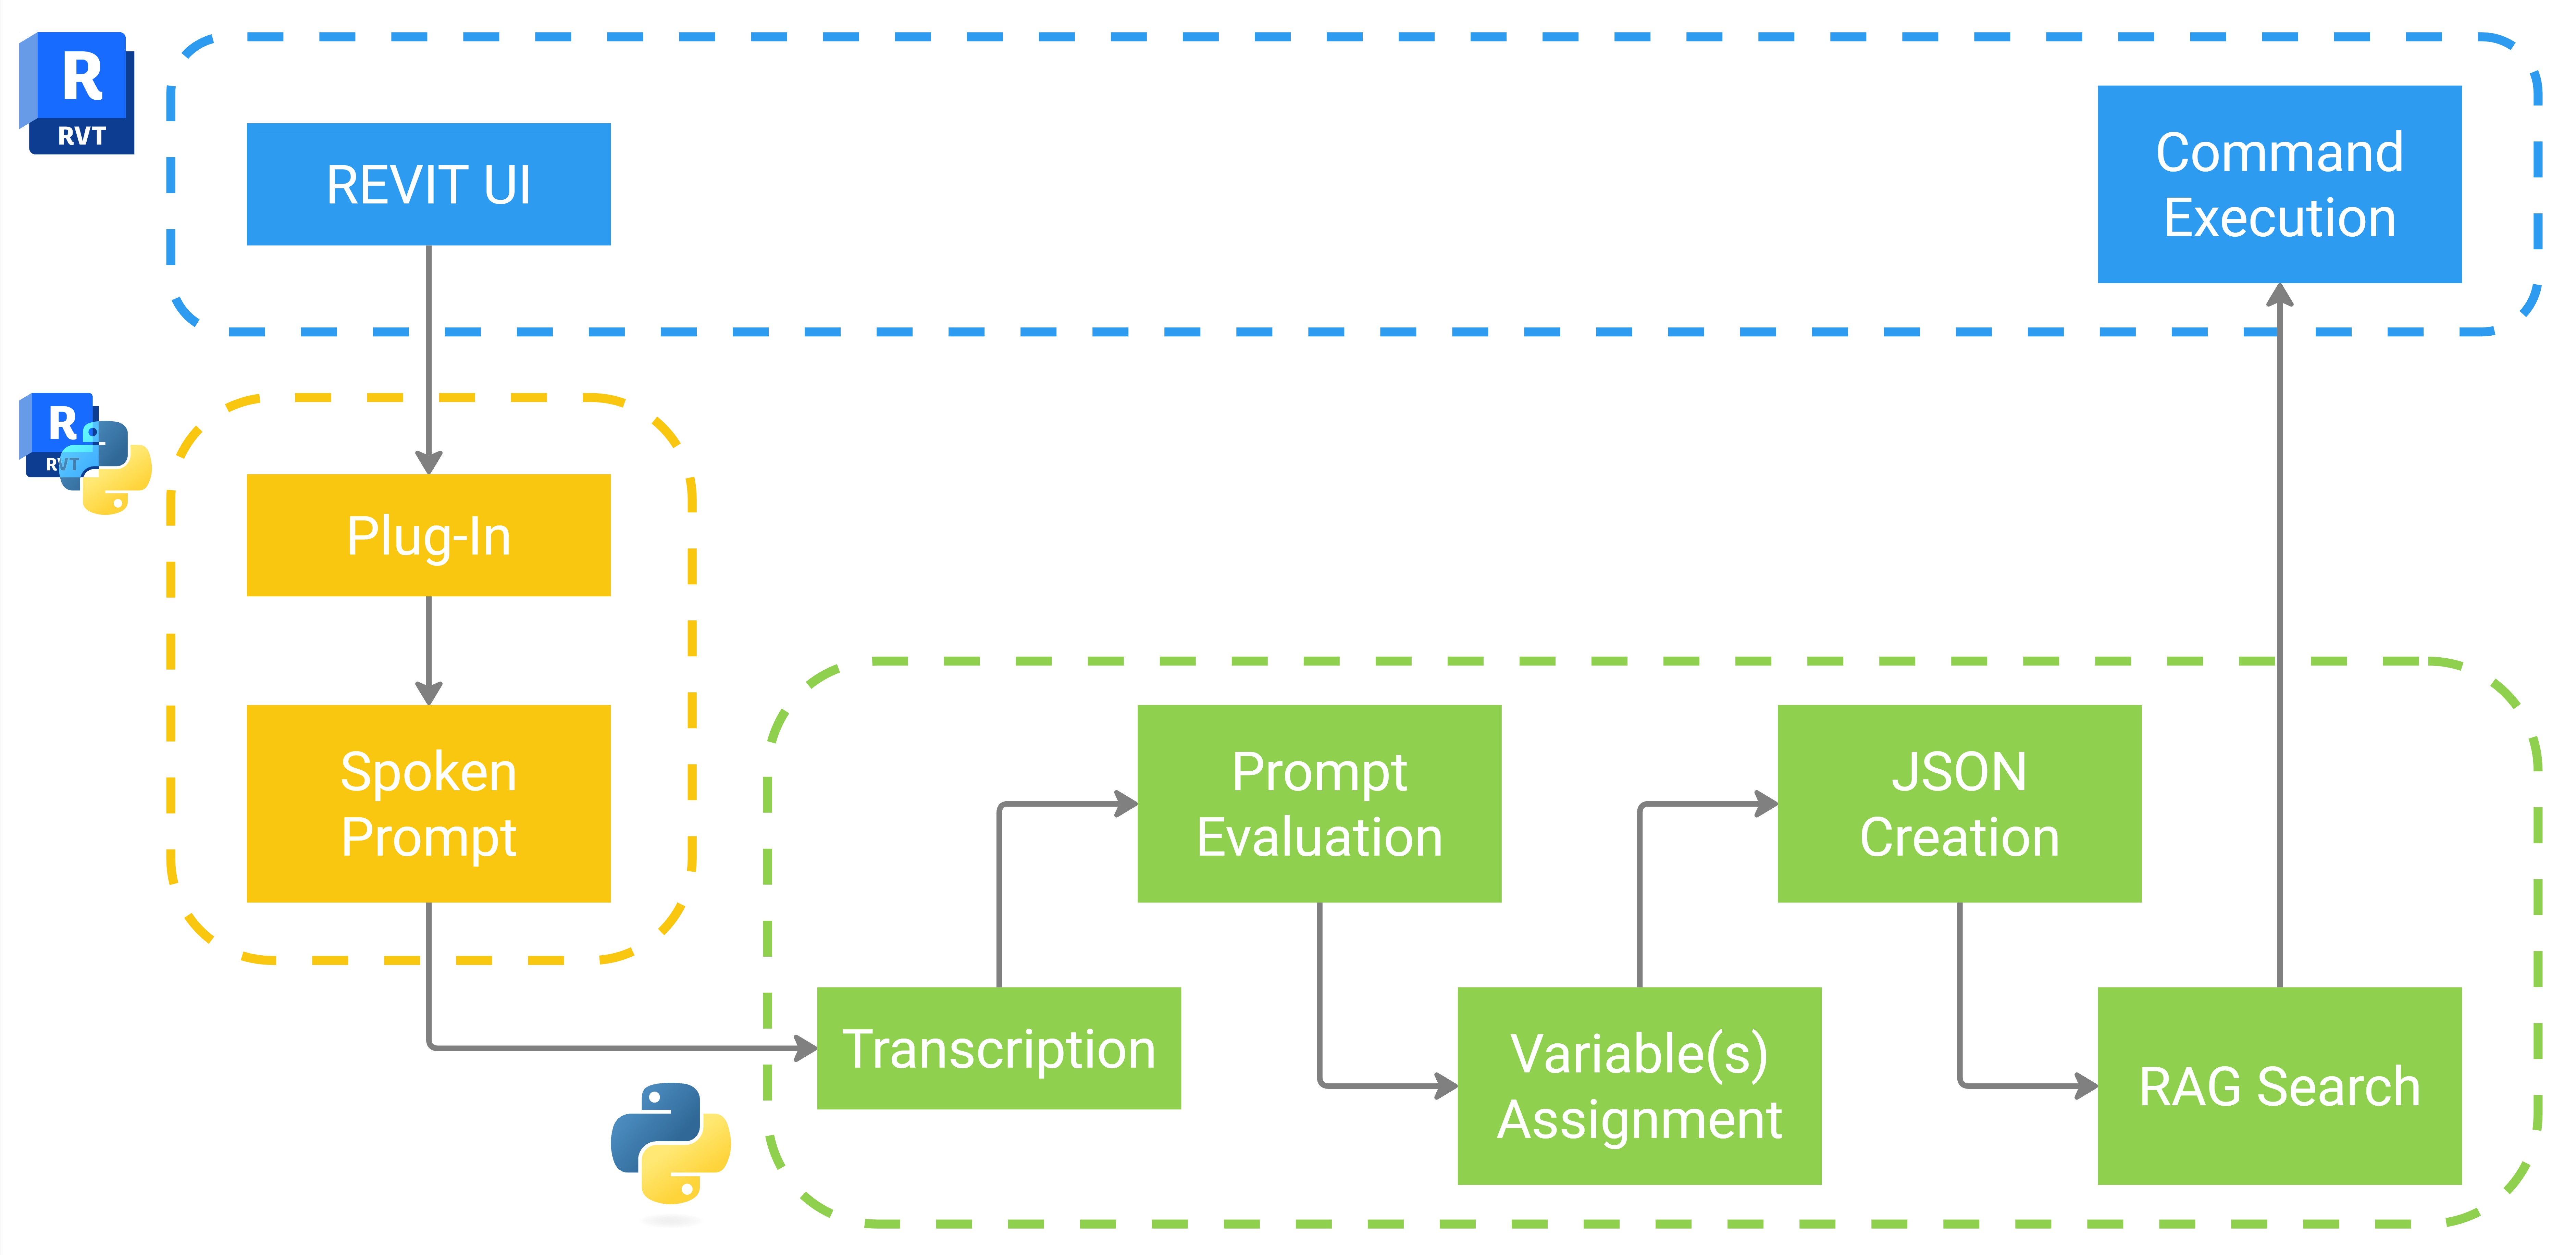 R
RVT
REVIT UI
Command
Execution
R
RVT
Plug-In
Spoken
Prompt
Prompt
Evaluation
JSON
Creation
Transcription
Variable(s)
Assignment
RAG Search